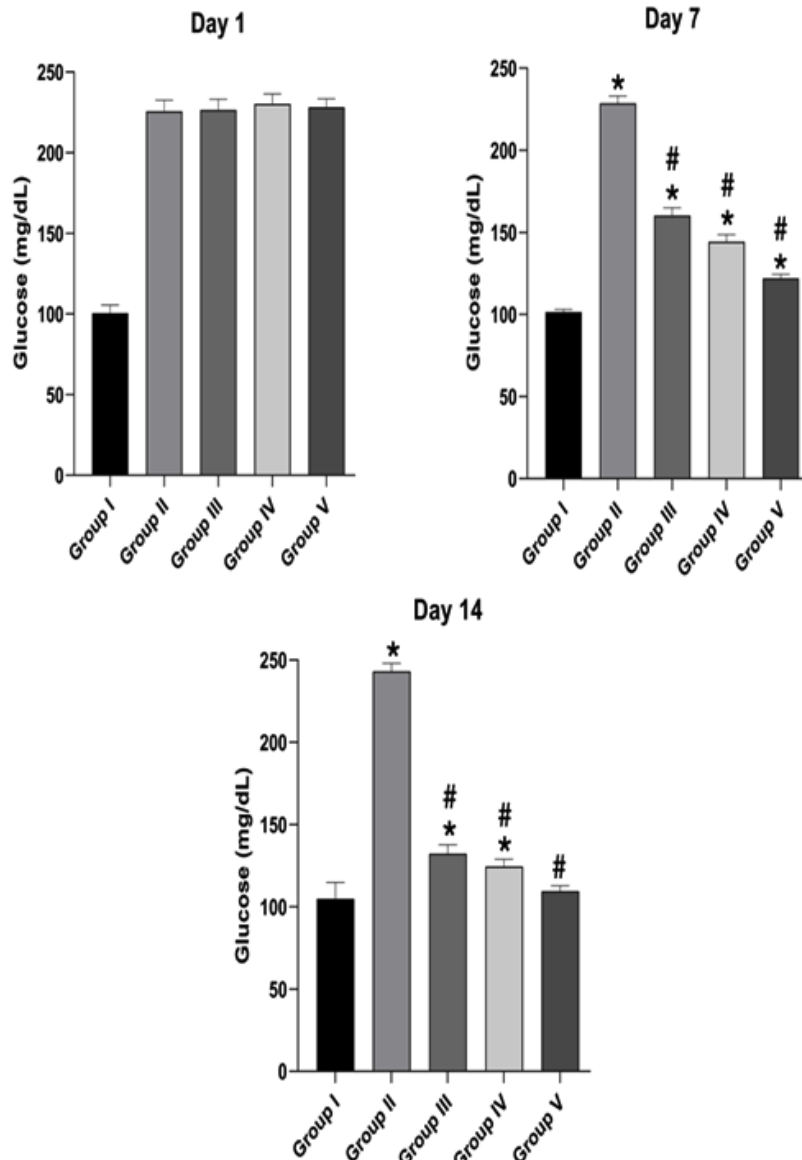 Day 1
Glucose (mg/dL)
250
200
150
100
50
0
Group I
Group II
Group III
Group IV
Group V
Day 7
Glucose (mg/dL)
250
200
150
100
50
0
*
#
*
#
*
#
*
Group I
Group II
Group III
Group IV
Group V
Day 14
Glucose (mg/dL)
250
200
150
100
50
0
*
#
*
#
*
#
Group I
Group II
Group III
Group IV
Group V